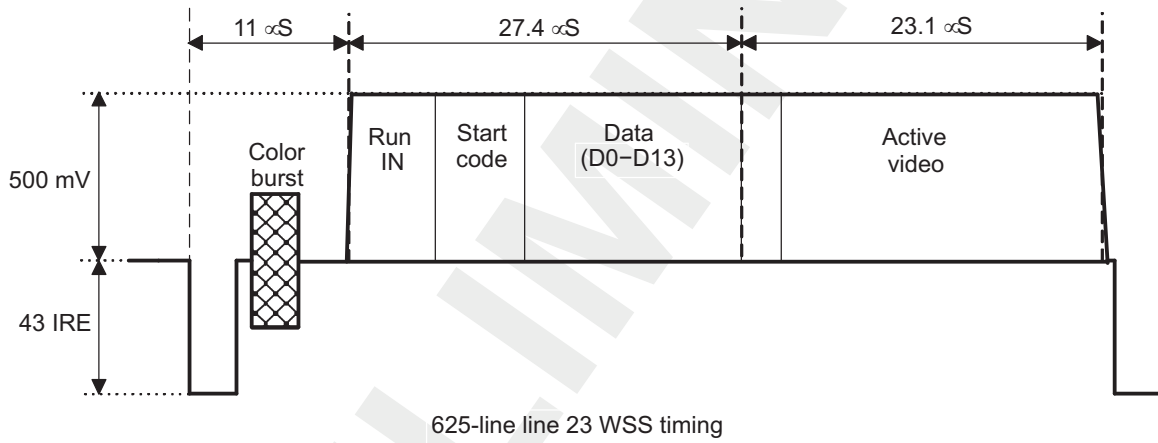 11 ∝S
27.4 ∝S
23.1 ∝S
Run
IN
Start
code
Data
(D0−D13)
Active
video
Color
burst
500 mV
43 IRE
625-line line 23 WSS timing